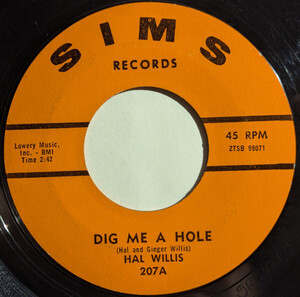 SIMS
RECORDS
Lowery Music,
Inc. - BMI
Time 2:42
45 RPM
ZTSB 98071
DIG ME A HOLE
(Hal and Ginger Willis)
HAL WILLIS
207A